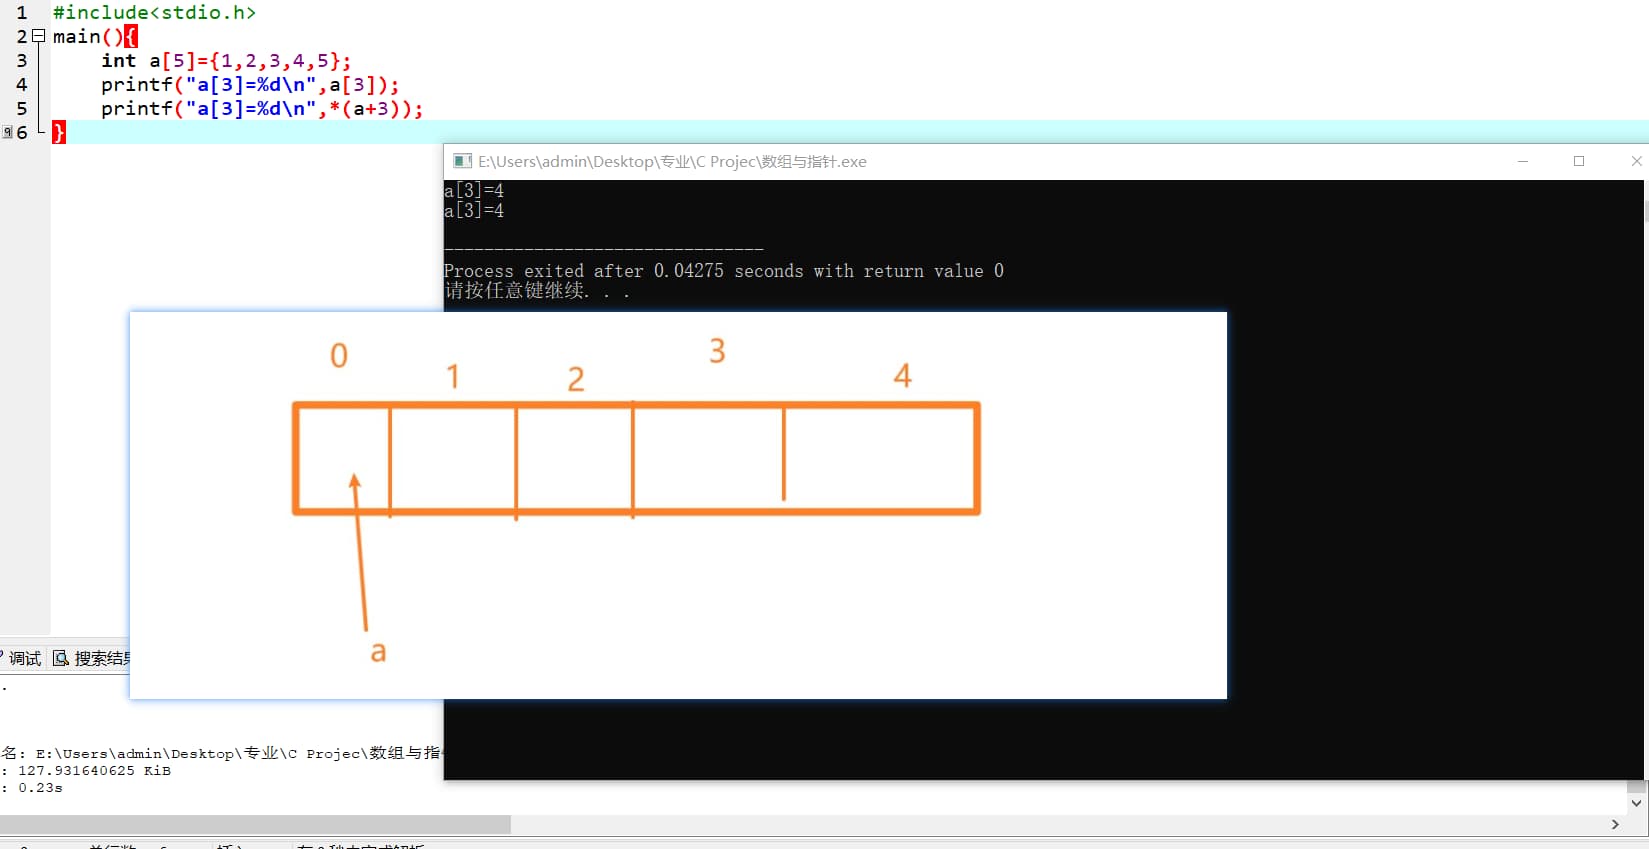 1 #include<stdio.h>
2 main(){
3 int a[5]={1,2,3,4,5};
4 printf("a[3]=%d\n",a[3]);
5 printf("a[3]=%d\n",*(a+3));
6 }
E:\Users\admin\Desktop\专业\C Projec\数组与指针.exe
a[3]=4
a[3]=4
--------------------------------
Process exited after 0.04275 seconds with return value 0
请按任意键继续. . .
0 1 2 3 4
a
调试 搜索结果
名: E:\Users\admin\Desktop\专业\C Projec\数组与指
: 127.931640625 KiB
: 0.23s